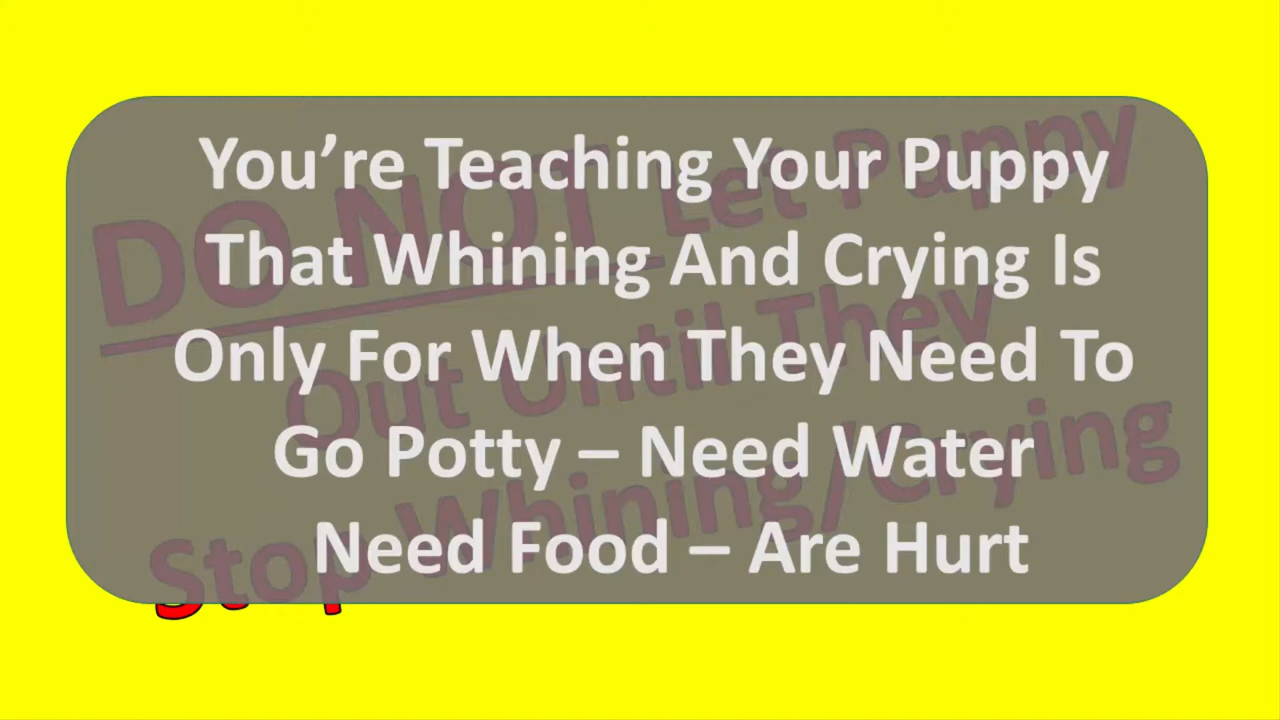 You’re Teaching Your Puppy
That Whining And Crying Is
Only For When They Need To
Go Potty – Need Water
Need Food – Are Hurt
DO NOT Let Puppy
Out Until They
Stop Whining/Crying